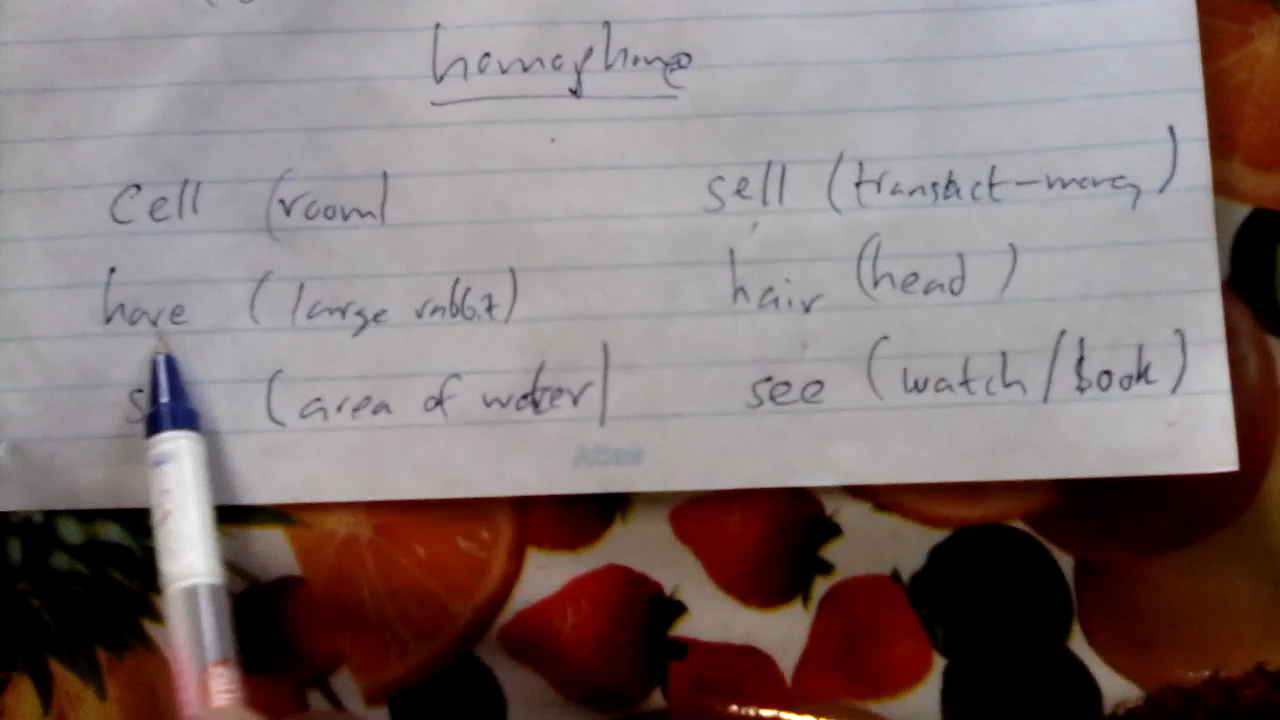 homophone
Cell (room) sell (transact-money)
hare (large rabbit) hair (head)
(area of water) see (watch/look)